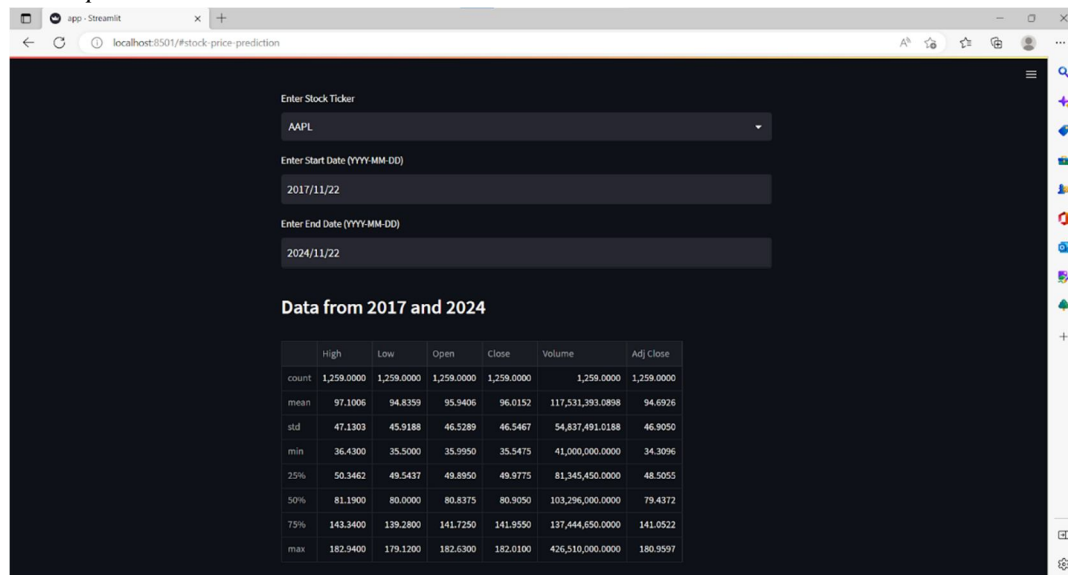 app - Streamlit
localhost:8501/#stock-price-prediction
Enter Stock Ticker
AAPL
Enter Start Date (YYYY-MM-DD)
2017/11/22
Enter End Date (YYYY-MM-DD)
2024/11/22
Data from 2017 and 2024
High Low Open Close Volume Adj Close
count 1,259.0000 1,259.0000 1,259.0000 1,259.0000 1,259.0000 1,259.0000
mean 97.1006 94.8359 95.9406 96.0152 117,531,393.0898 94.6926
std 47.1303 45.9188 46.5289 46.5467 54,837,491.0188 46.9050
min 36.4300 35.5000 35.9950 35.5475 41,000,000.0000 34.3096
25% 50.3462 49.5437 49.8950 49.9775 81,345,450.0000 48.5055
50% 81.1900 80.0000 80.8375 80.9050 103,296,000.0000 79.4372
75% 143.3400 139.2800 141.7250 141.9550 137,444,650.0000 141.0522
max 182.9400 179.1200 182.6300 182.0100 426,510,000.0000 180.9597